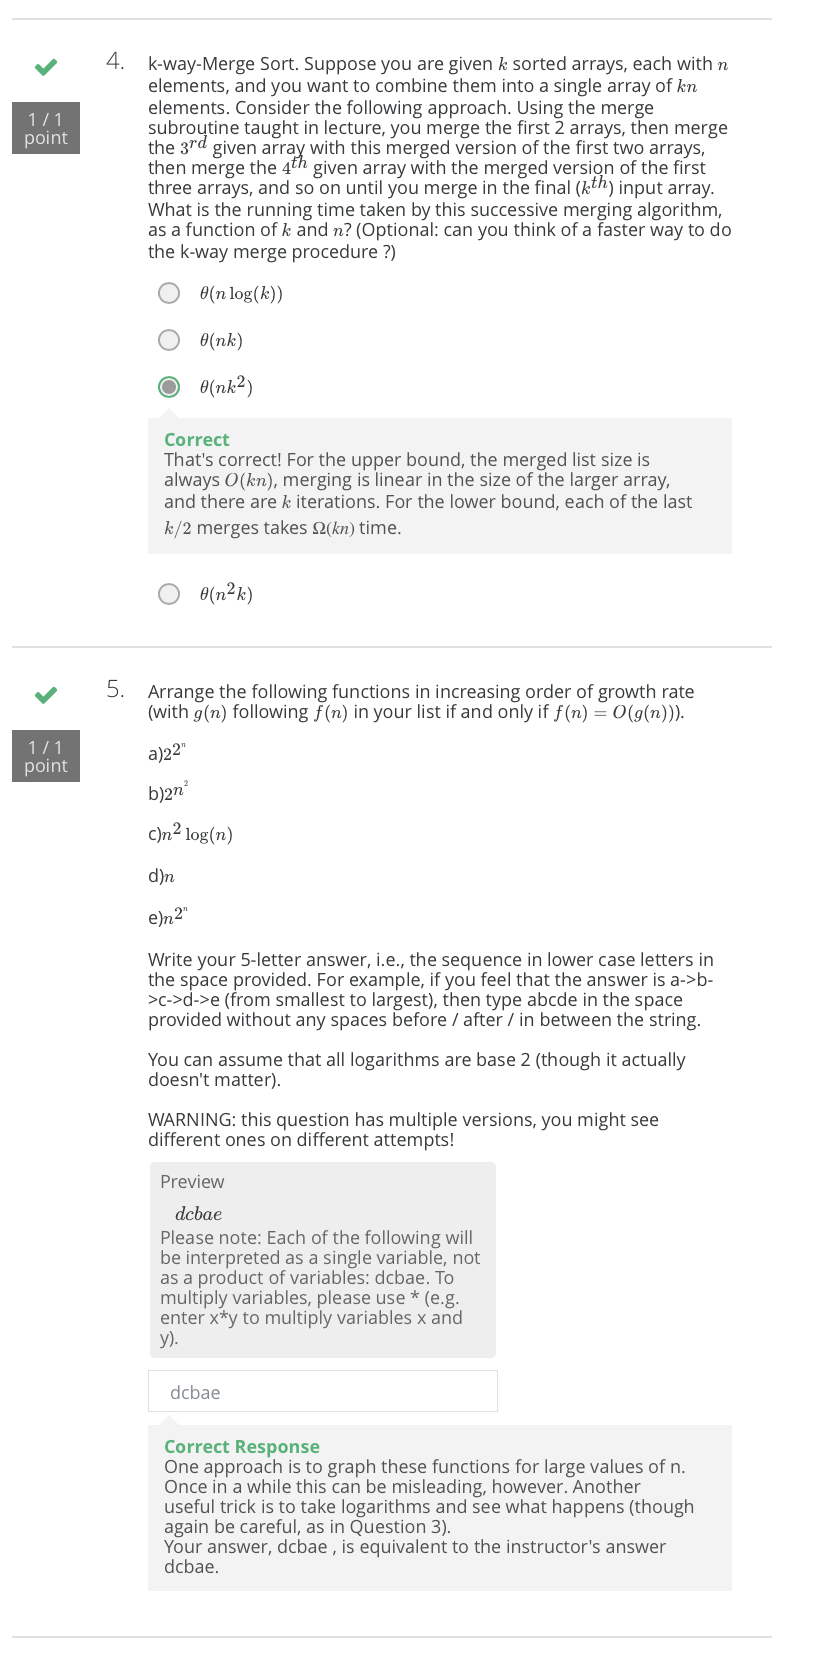 4.
k-way-Merge Sort. Suppose you are given k sorted arrays, each with n
elements, and you want to combine them into a single array of kn
1 / 1
point
elements. Consider the following approach. Using the merge
subroutine taught in lecture, you merge the first 2 arrays, then merge
the 3^{rd} given array with this merged version of the first two arrays,
then merge the 4^{th} given array with the merged version of the first
three arrays, and so on until you merge in the final (k^{th}) input array.
What is the running time taken by this successive merging algorithm,
as a function of k and n? (Optional: can you think of a faster way to do
the k-way merge procedure ?)
θ(n log(k))
θ(nk)
θ(nk²)
Correct
That's correct! For the upper bound, the merged list size is
always O(kn), merging is linear in the size of the larger array,
and there are k iterations. For the lower bound, each of the last
k/2 merges takes Ω(kn) time.
θ(n²k)
5.
Arrange the following functions in increasing order of growth rate
(with g(n) following f(n) in your list if and only if f(n) = O(g(n))).
1 / 1
point
a)2^{2^n}
b)2^{n^2}
c)n² log(n)
d)n
e)n^{2^n}
Write your 5-letter answer, i.e., the sequence in lower case letters in
the space provided. For example, if you feel that the answer is a->b-
>c->d->e (from smallest to largest), then type abcde in the space
provided without any spaces before / after / in between the string.
You can assume that all logarithms are base 2 (though it actually
doesn't matter).
WARNING: this question has multiple versions, you might see
different ones on different attempts!
Preview
dcbae
Please note: Each of the following will
be interpreted as a single variable, not
as a product of variables: dcbae. To
multiply variables, please use * (e.g.
enter x*y to multiply variables x and
y).
dcbae
Correct Response
One approach is to graph these functions for large values of n.
Once in a while this can be misleading, however. Another
useful trick is to take logarithms and see what happens (though
again be careful, as in Question 3).
Your answer, dcbae , is equivalent to the instructor's answer
dcbae.